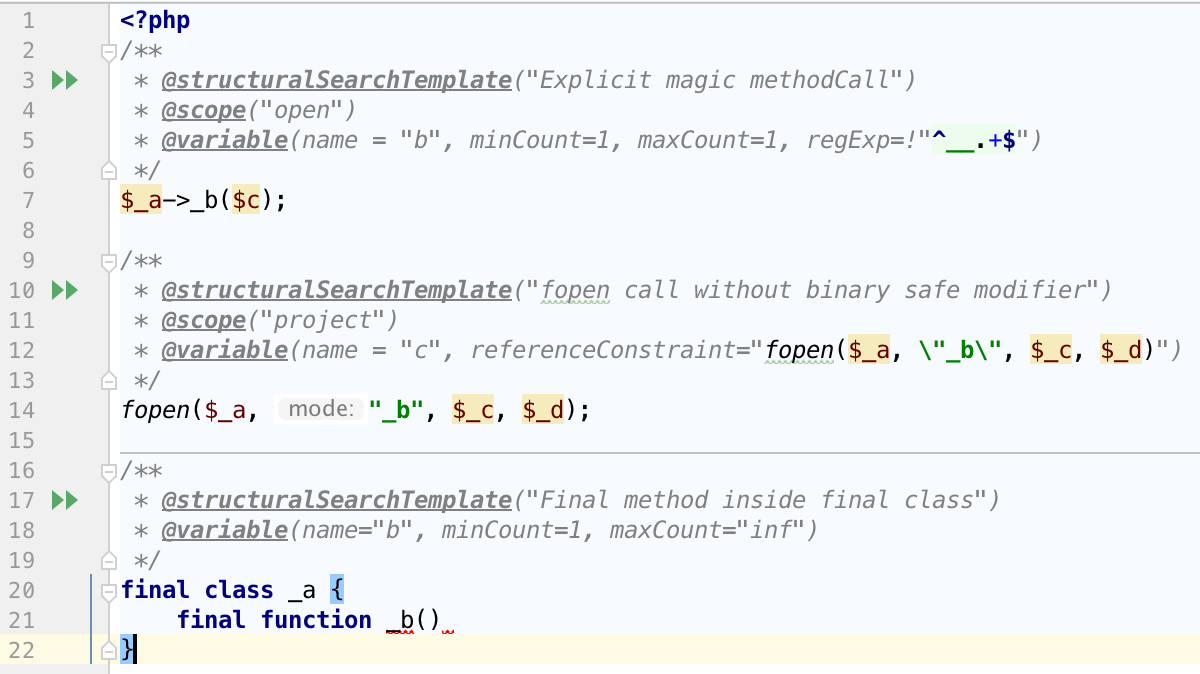 1 <?php
2 /**
3  * @structuralSearchTemplate("Explicit magic methodCall")
4  * @scope("open")
5  * @variable(name = "b", minCount=1, maxCount=1, regExp=!"^__.+$")
6  */
7 $_a->_b($c);
8
9 /**
10  * @structuralSearchTemplate("fopen call without binary safe modifier")
11  * @scope("project")
12  * @variable(name = "c", referenceConstraint="fopen($_a, \"_b\", $_c, $_d)")
13  */
14 fopen($_a, mode: "_b", $_c, $_d);
15
16 /**
17  * @structuralSearchTemplate("Final method inside final class")
18  * @variable(name="b", minCount=1, maxCount="inf")
19  */
20 final class _a {
21     final function _b()
22 }